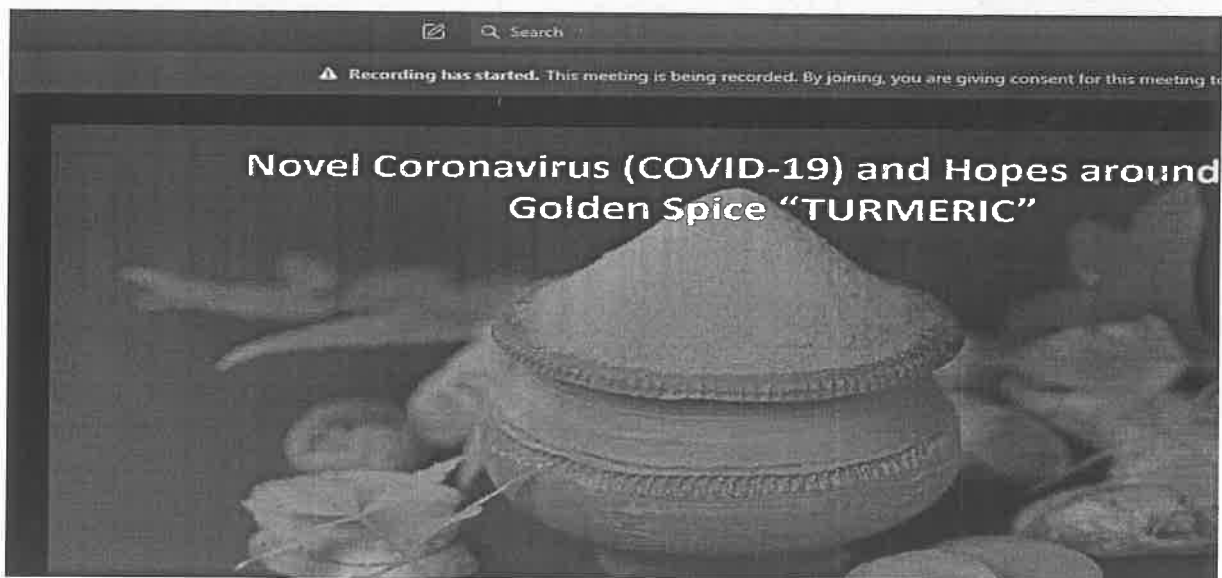 Search
Recording has started. This meeting is being recorded. By joining, you are giving consent for this meeting
Novel Coronavirus (COVID-19) and Hopes around
Golden Spice “TURMERIC”